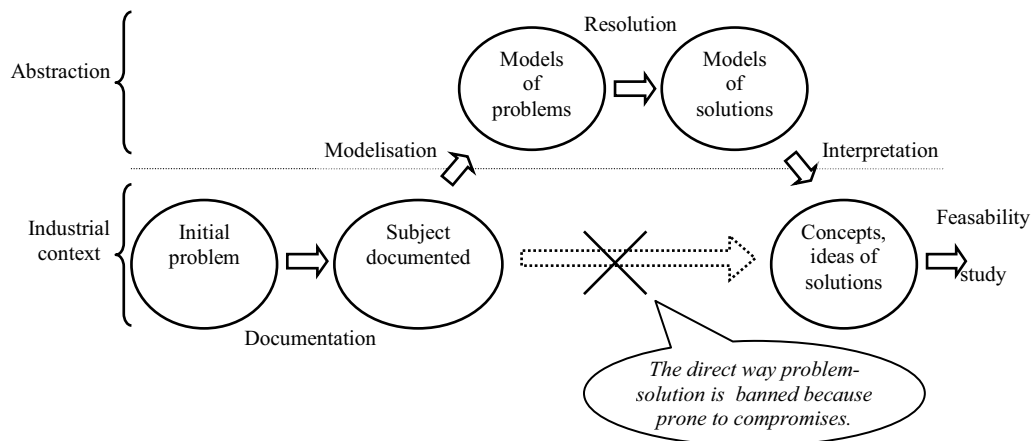 Resolution
Abstraction
Models
of
problems
Models
of
solutions
Modelisation
Interpretation
Industrial
context
Initial
problem
Subject
documented
Concepts,
ideas of
solutions
Feasability
study
Documentation
The direct way problem-
solution is banned because
prone to compromises.